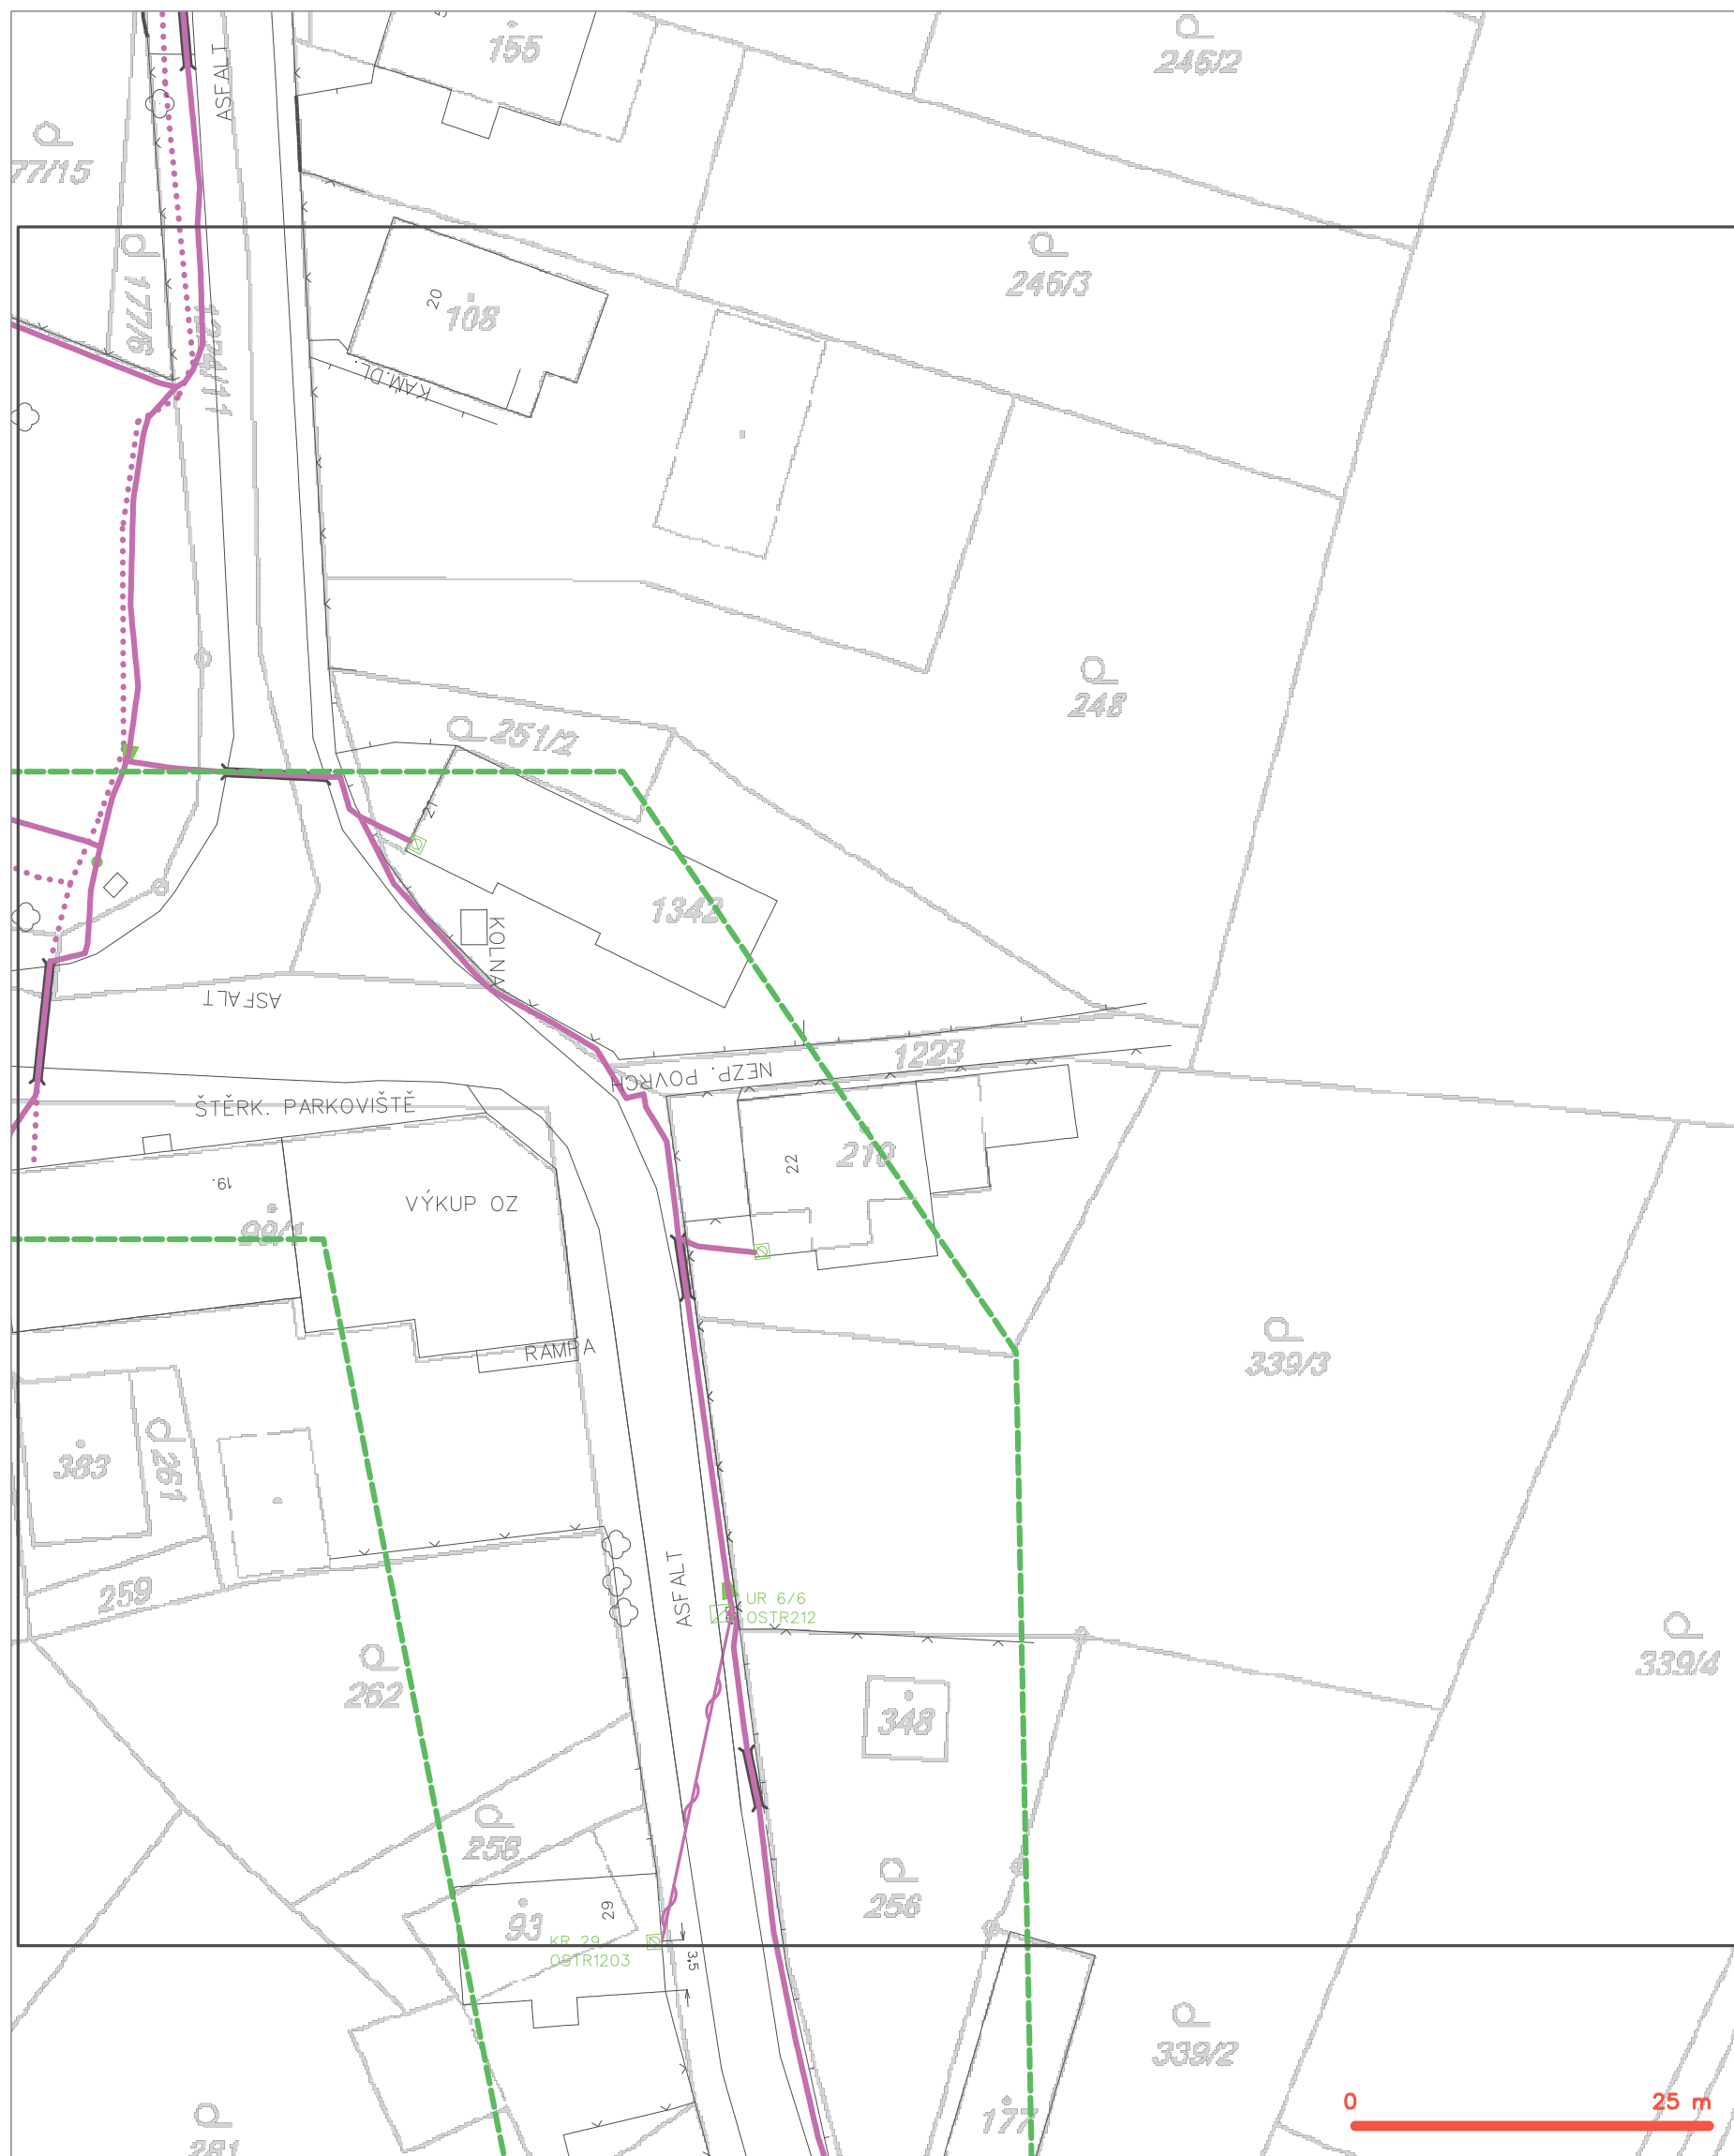 155
246/2
ASFALT
77/15
246/3
177/6
20
108
KAM.DL.
248
251/2
21
1342
KOLNA
ASFALT
1223
NEZP. POVRCH
ŠTĚRK. PARKOVIŠTĚ
210
22
19.
VÝKUP OZ
99/1
RAMPA
339/3
383
261
259
ASFALT
UR 6/6
OSTR212
262
339/4
348
258
256
93
29
KR 29
OSTR1203
3,5
339/2
177
281
0 25 m